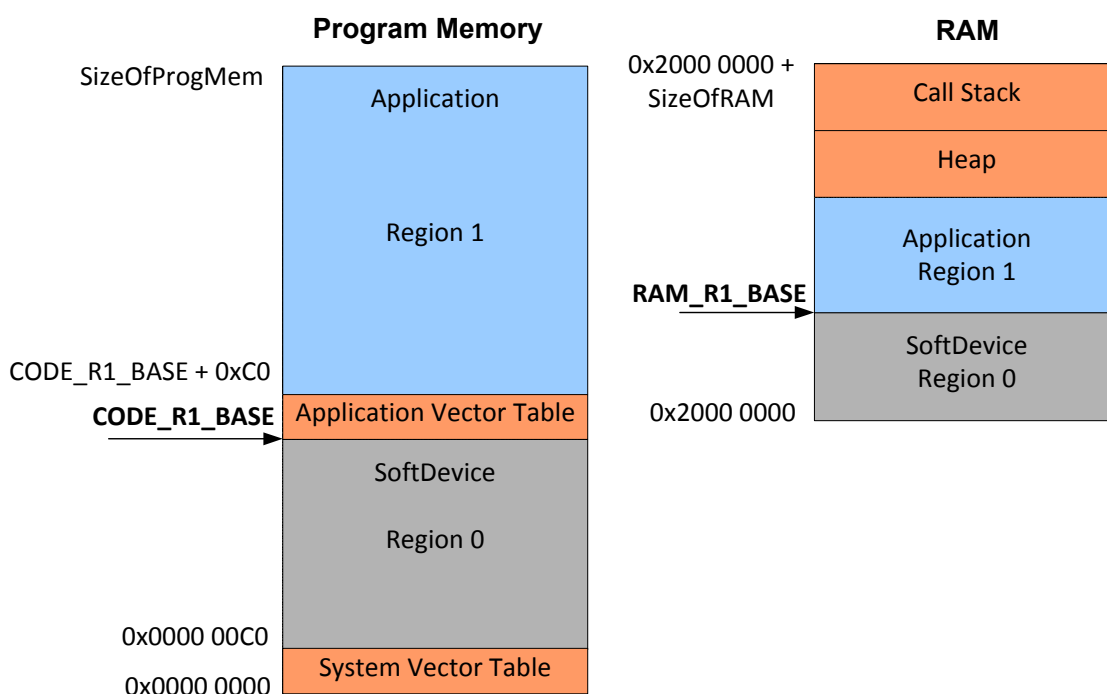 Program Memory
SizeOfProgMem
Application
Region 1
CODE_R1_BASE + 0xC0
CODE_R1_BASE
Application Vector Table
SoftDevice
Region 0
0x0000 00C0
System Vector Table
0x0000 0000
RAM
0x2000 0000 +
SizeOfRAM
Call Stack
Heap
Application
Region 1
RAM_R1_BASE
SoftDevice
Region 0
0x2000 0000